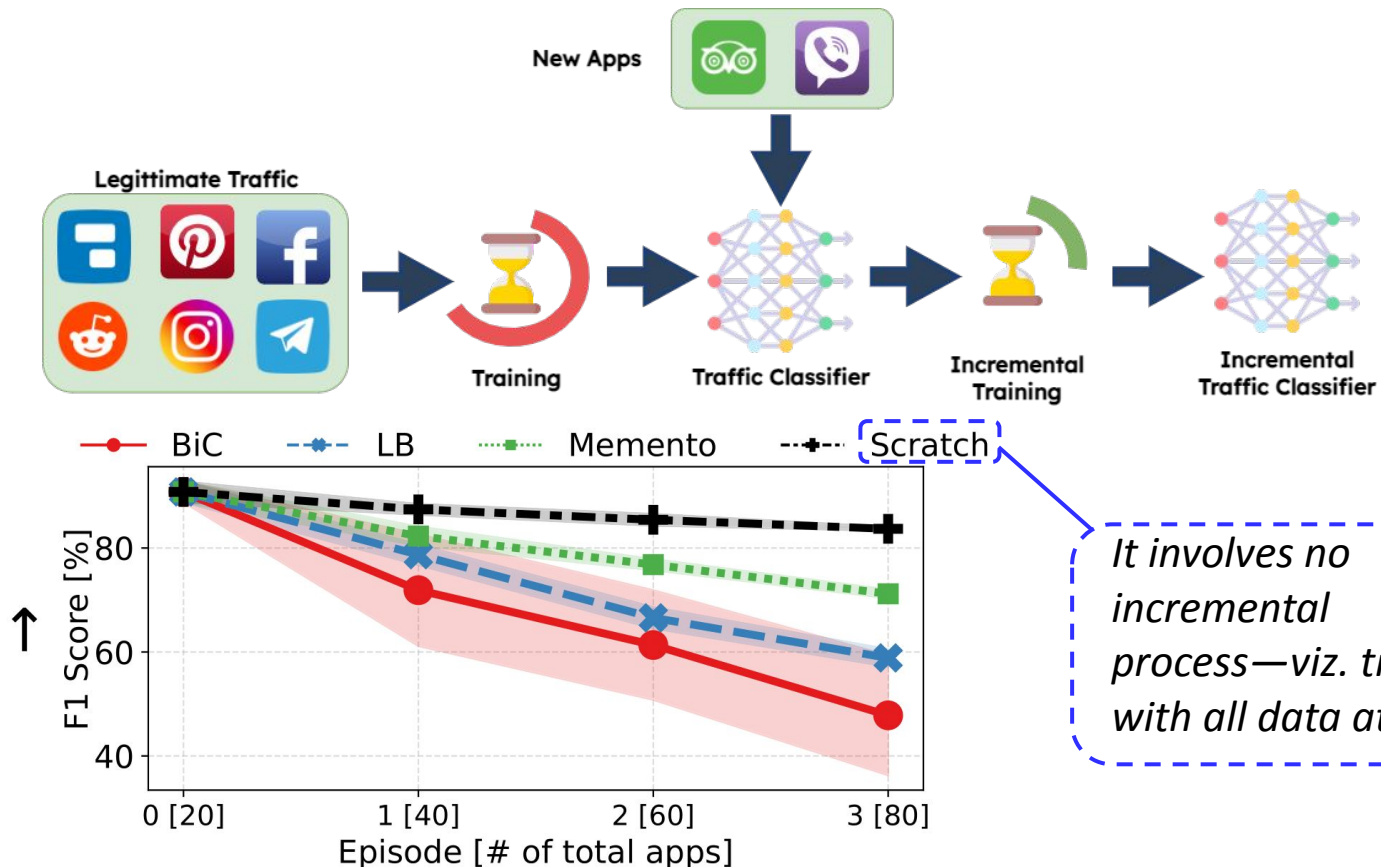 New Apps
Legittimate Traffic
Training
Traffic Classifier
Incremental
Training
Incremental
Traffic Classifier
BiC LB Memento Scratch
F1 Score [%]
↑
80
60
40
0 [20] 1 [40] 2 [60] 3 [80]
Episode [# of total apps]
It involves no
incremental
process—viz.
with all data